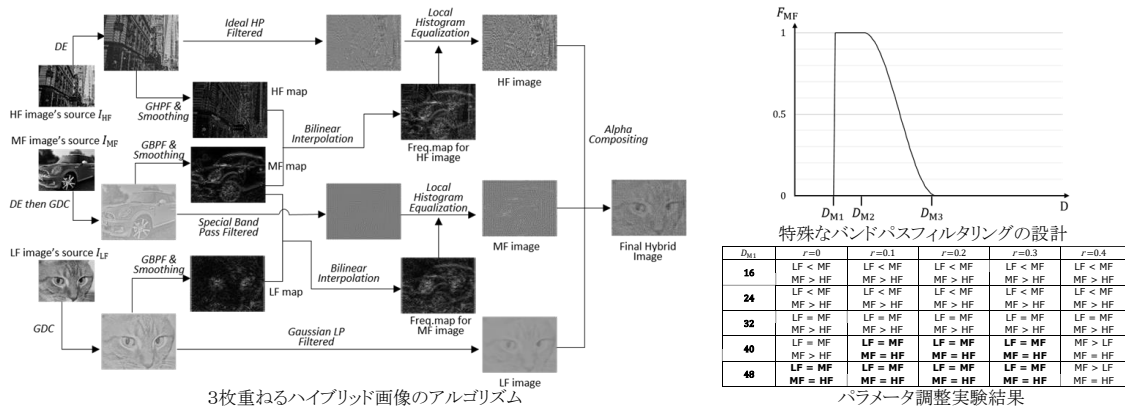 DE
HF image's source I_HF
Ideal HP
Filtered
Local
Histogram
Equalization
HF image
GHPF &
Smoothing
HF map
MF image's source I_MF
GBPF &
Smoothing
MF map
Bilinear
Interpolation
Freq.map for
HF image
Alpha
Compositing
DE then GDC
Special Band
Pass Filtered
Local
Histogram
Equalization
MF image
Final Hybrid
Image
LF image's source I_LF
GBPF &
Smoothing
LF map
Bilinear
Interpolation
Freq.map for
MF image
GDC
Gaussian LP
Filtered
LF image
3枚重ねるハイブリッド画像のアルゴリズム
F_MF
1
0.5
0
D_M1 D_M2 D_M3 D
特殊なバンドパスフィルタリングの設計
D_M1 r=0 r=0.1 r=0.2 r=0.3 r=0.4
16 LF < MF LF < MF LF < MF LF < MF LF < MF
MF > HF MF > HF MF > HF MF > HF MF > HF
24 LF < MF LF < MF LF < MF LF < MF LF < MF
MF > HF MF > HF MF > HF MF > HF MF > HF
32 LF = MF LF = MF LF = MF LF = MF LF = MF
MF > HF MF > HF MF > HF MF > HF MF > HF
40 LF = MF LF = MF LF = MF LF = MF MF > LF
MF > HF MF = HF MF = HF MF = HF MF = HF
48 LF = MF LF = MF LF = MF LF = MF MF > LF
MF = HF MF = HF MF = HF MF = HF MF = HF
パラメータ調整実験結果